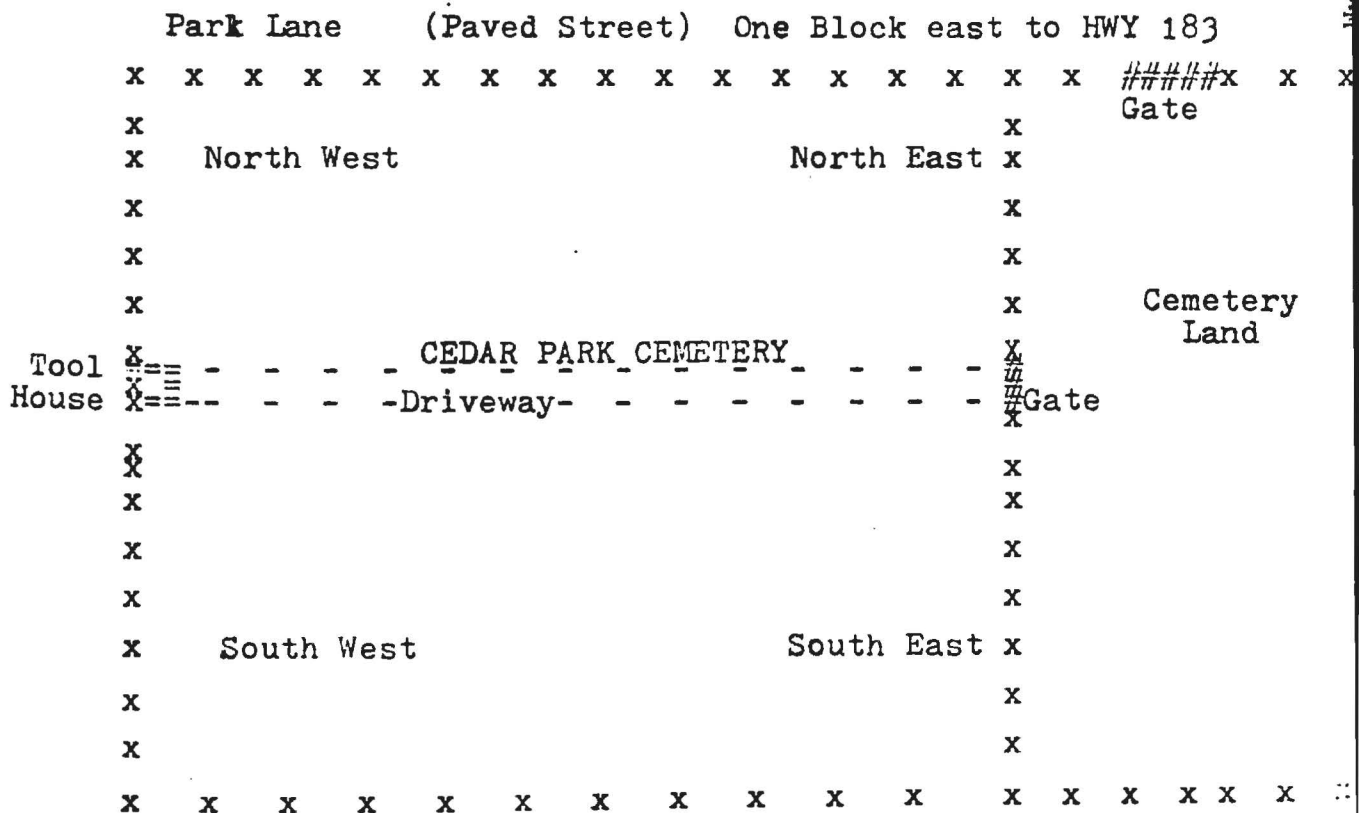 Park Lane (Paved Street) One Block east to HWY 183
x x x x x x x x x x x x x x x x x #####x x x
Gate
x x
x North West North East x
x x
x x
x x Cemetery
Land
x CEDAR PARK CEMETERY x
Tool == - - - - - - - - - - - - - - #
House x==-- - - -Driveway- - - - - - - - #Gate
x x
x x
x x
x x
x x
x South West South East x
x x
x x
x x x x x x x x x x x x x x x x x